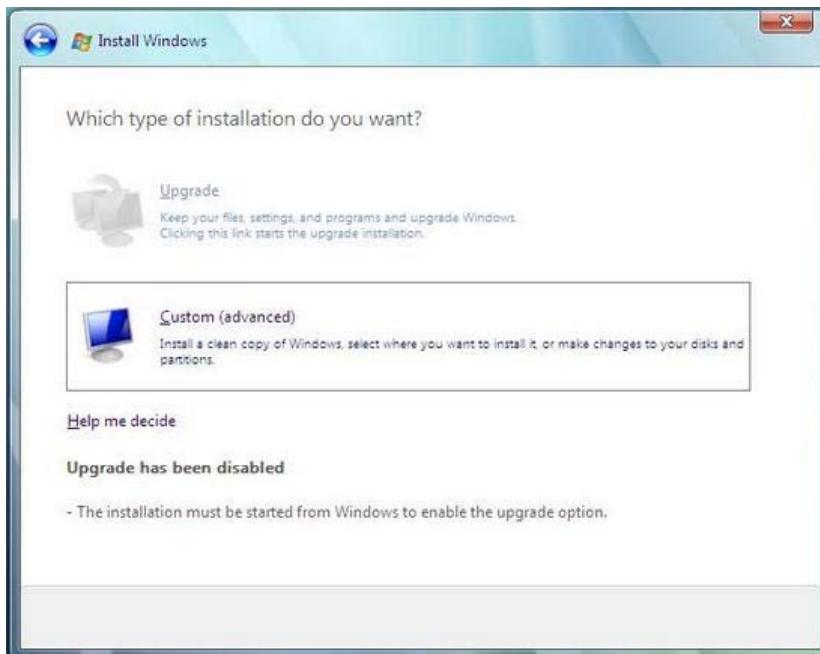 Install Windows
Which type of installation do you want?
Upgrade
Keep your files, settings, and programs and upgrade Windows.
Clicking this link starts the upgrade installation.
Custom (advanced)
Install a clean copy of Windows, select where you want to install it, or make changes to your disks and
partitions.
Help me decide
Upgrade has been disabled
- The installation must be started from Windows to enable the upgrade option.